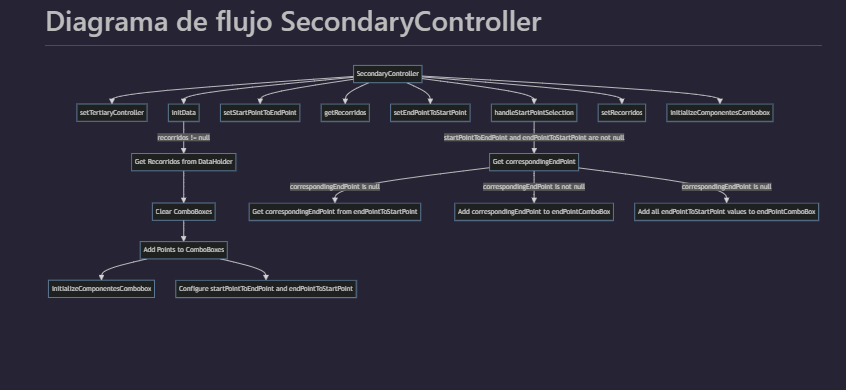 Diagrama de flujo SecondaryController
SecondaryController
setTertiaryController
initData
setStartPointToEndPoint
getRecorridos
setEndPointToStartPoint
handleStartPointSelection
setRecorridos
InitializeComponentesCombobox
recorridos != null
startPointToEndPoint and endPointToStartPoint are not null
Get Recorridos from DataHolder
Get correspondingEndPoint
correspondingEndPoint is null
correspondingEndPoint is not null
correspondingEndPoint is null
Clear ComboBoxes
Get correspondingEndPoint from endPointToStartPoint
Add correspondingEndPoint to endPointComboBox
Add all endPointToStartPoint values to endPointComboBox
Add Points to ComboBoxes
InitializeComponentesCombobox
Configure startPointToEndPoint and endPointToStartPoint